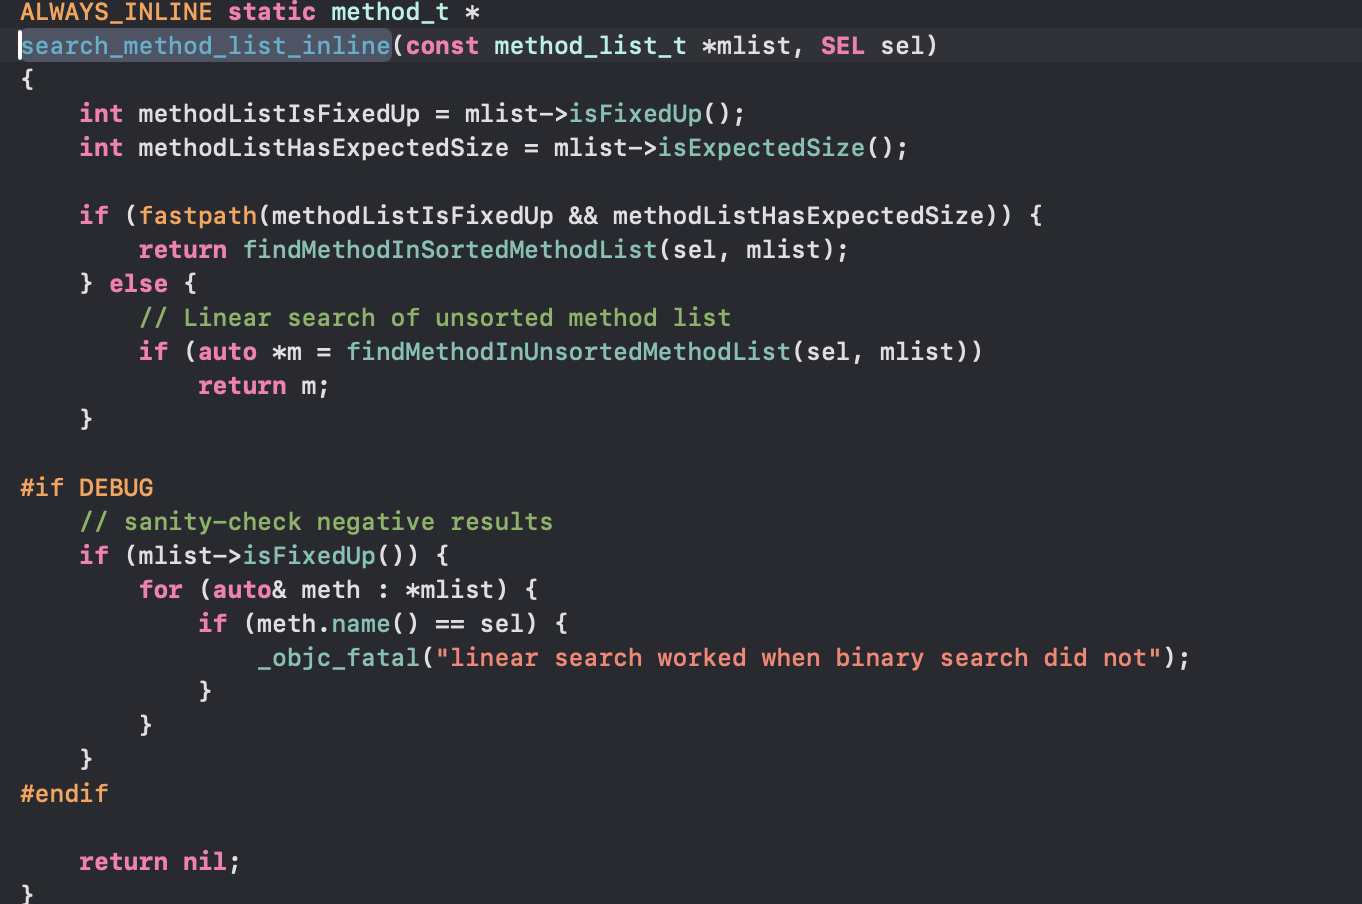 ALWAYS_INLINE static method_t *
search_method_list_inline(const method_list_t *mlist, SEL sel)
{
    int methodListIsFixedUp = mlist->isFixedUp();
    int methodListHasExpectedSize = mlist->isExpectedSize();

    if (fastpath(methodListIsFixedUp && methodListHasExpectedSize)) {
        return findMethodInSortedMethodList(sel, mlist);
    } else {
        // Linear search of unsorted method list
        if (auto *m = findMethodInUnsortedMethodList(sel, mlist))
            return m;
    }

#if DEBUG
    // sanity-check negative results
    if (mlist->isFixedUp()) {
        for (auto& meth : *mlist) {
            if (meth.name() == sel) {
                _objc_fatal("linear search worked when binary search did not");
            }
        }
    }
#endif

    return nil;
}